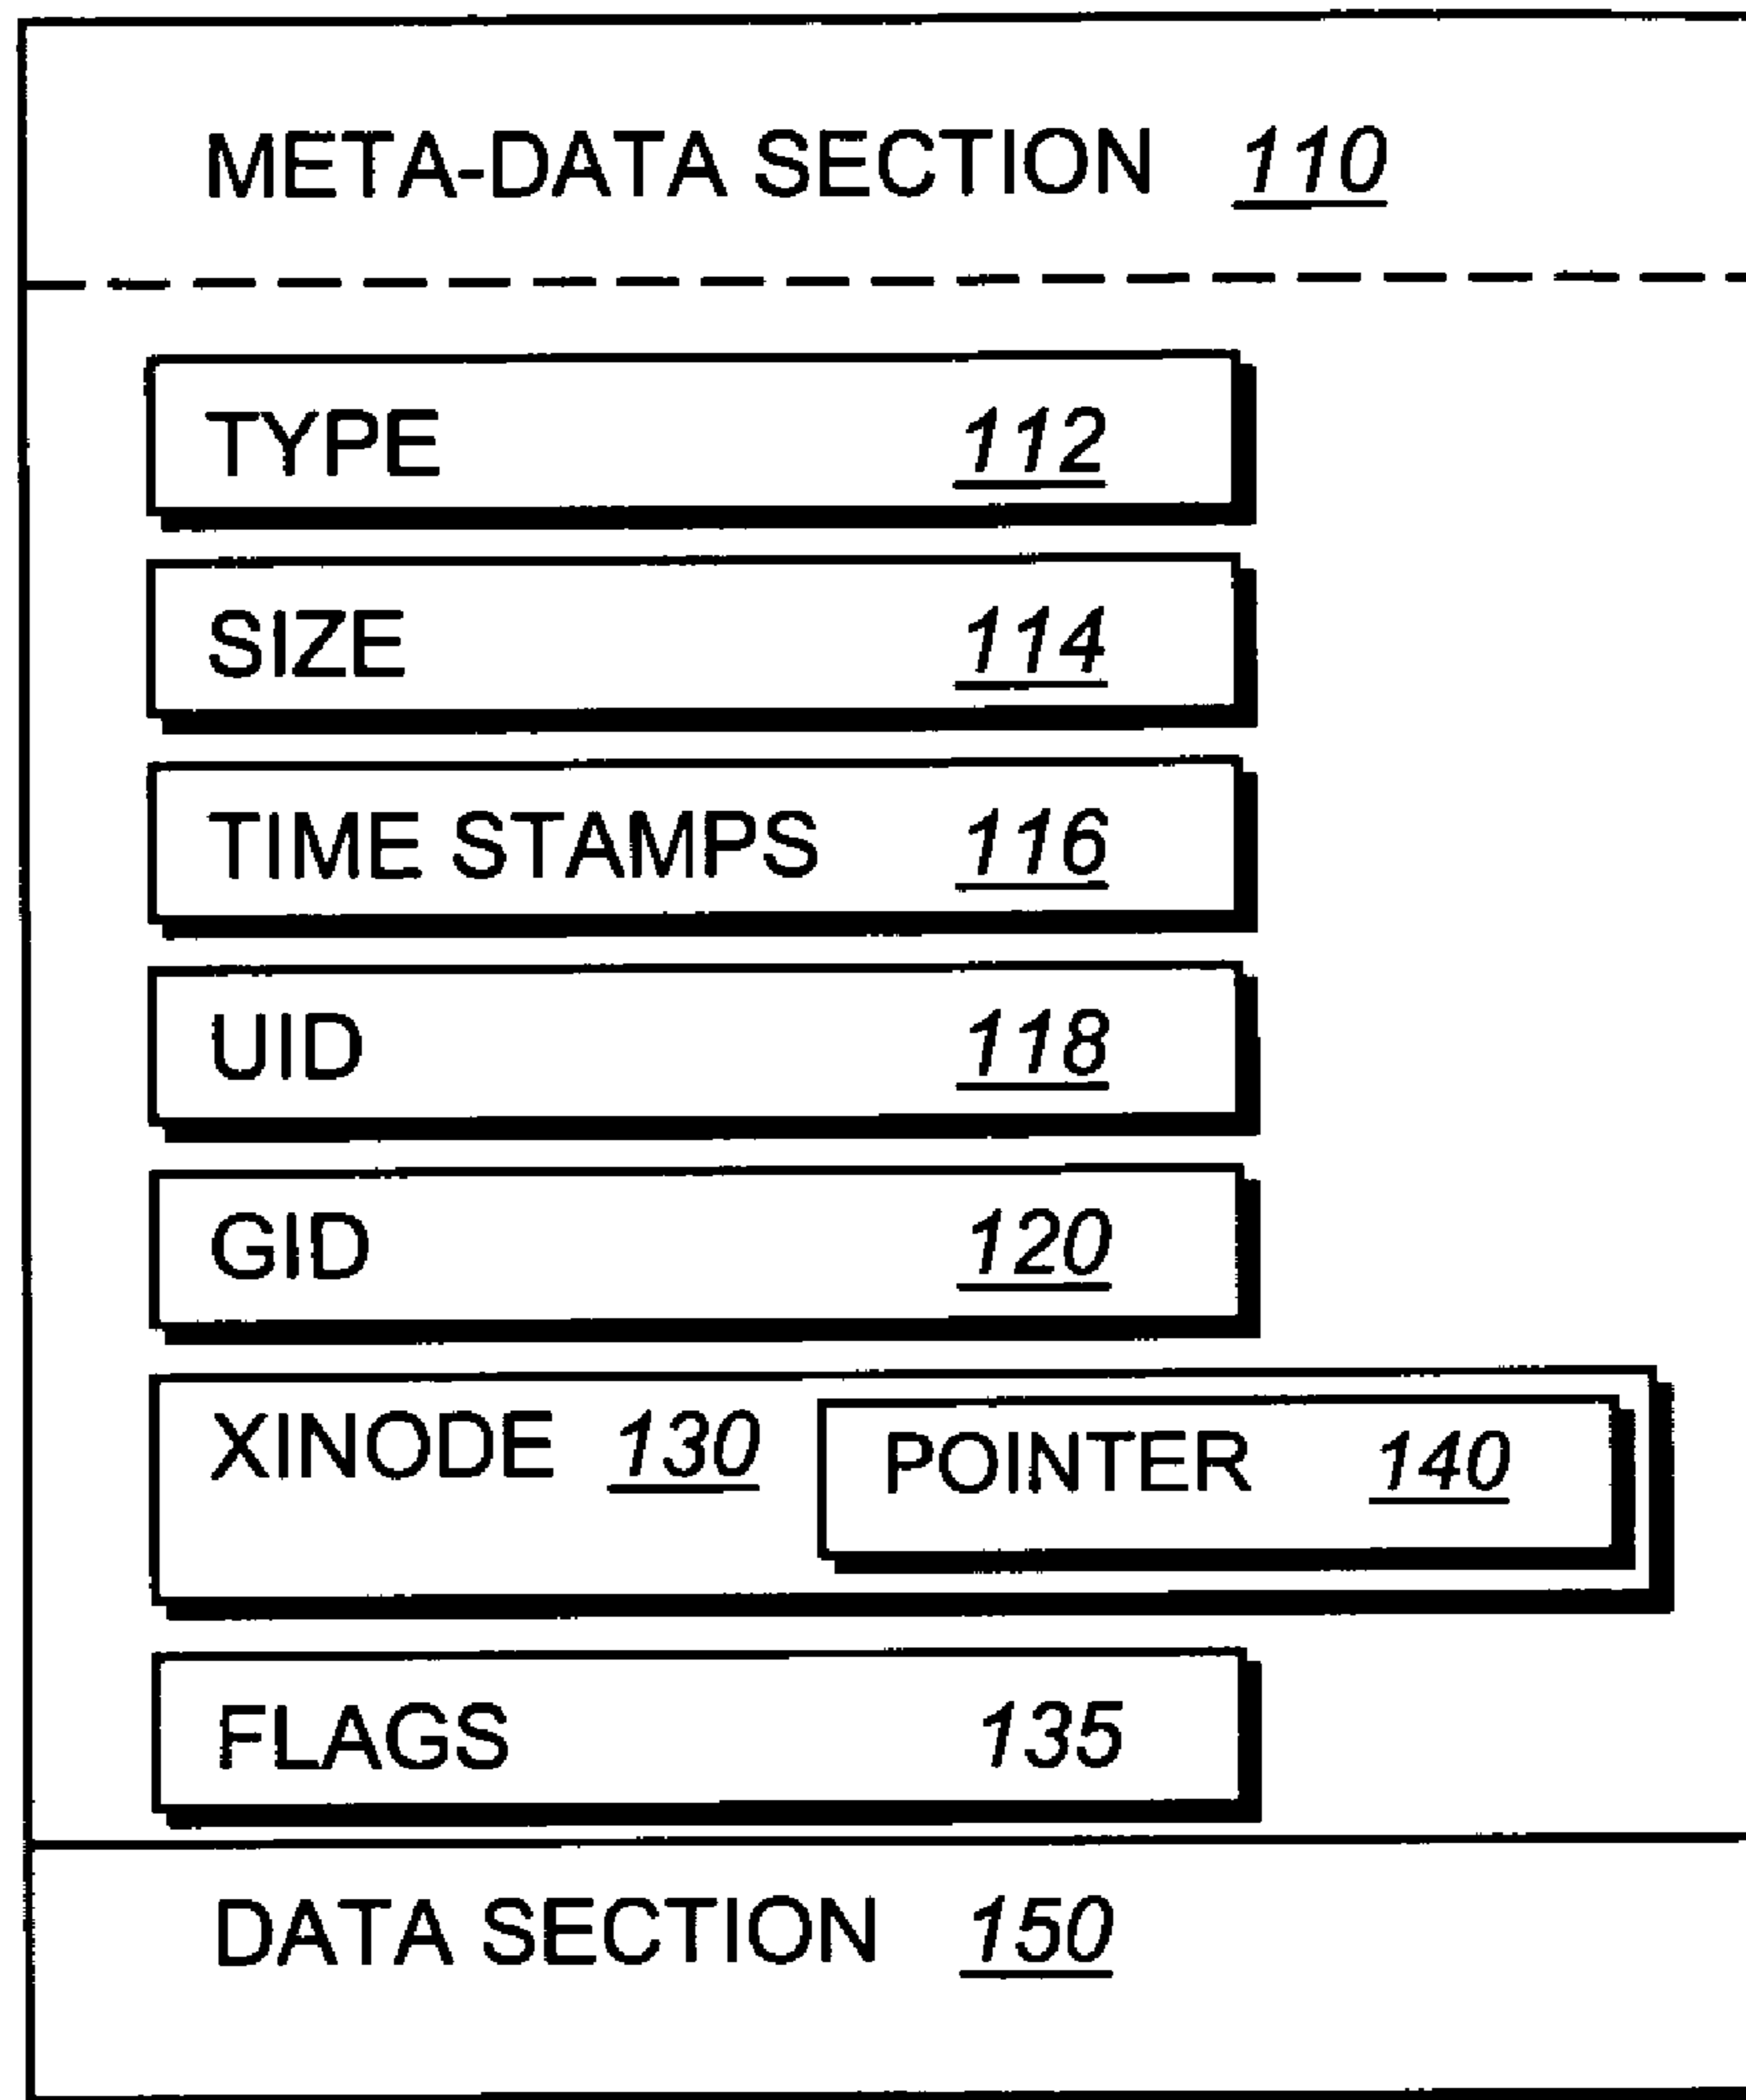 META-DATA SECTION 110
TYPE 112
SIZE 114
TIME STAMPS 116
UID 118
GID 120
XINODE 130 POINTER 140
FLAGS 135
DATA SECTION 150